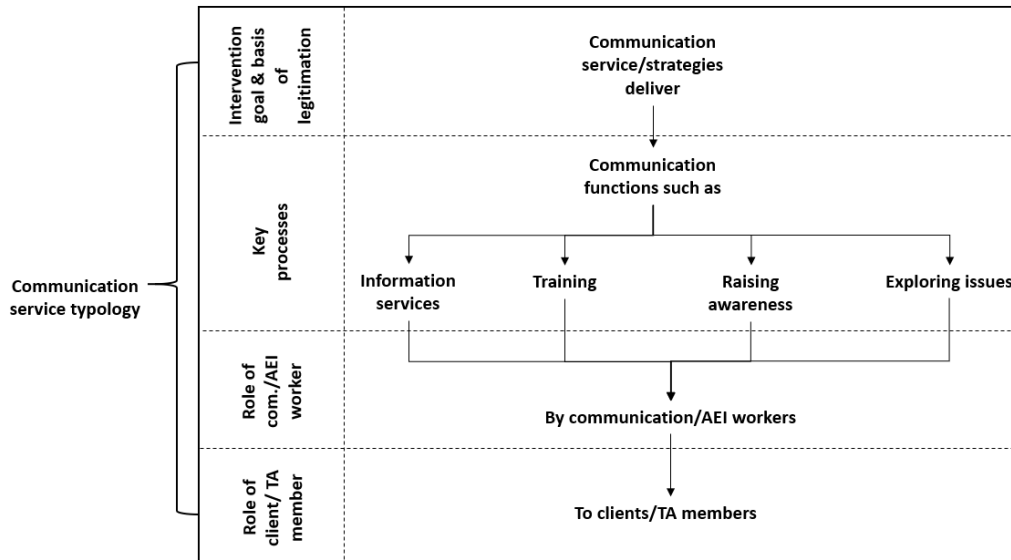 Communication
service typology
Intervention
goal & basis
of
legitimation
Communication
service/strategies
deliver
Key
processes
Communication
functions such as
Information
services
Training
Raising
awareness
Exploring issues
Role of
com./AEI
worker
By communication/AEI workers
Role of
client/ TA
member
To clients/TA members